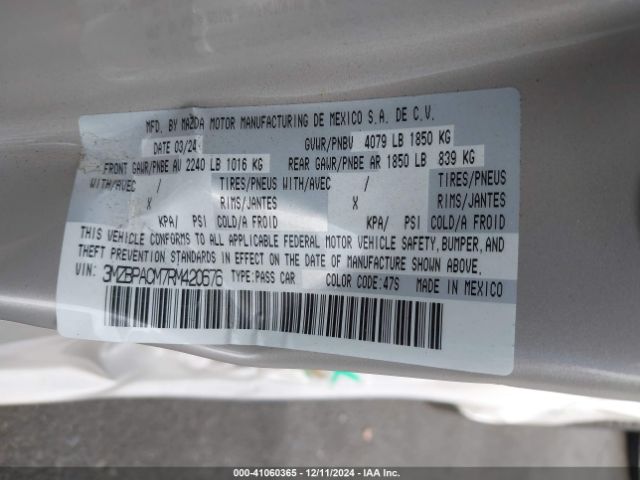 MFD. BY MAZDA MOTOR MANUFACTURING DE MEXICO S.A. DE C.V.
DATE 03/24 GVWR/PNBV 4079 LB 1850 KG
FRONT GAWR/PNBE AV 2240 LB 1016 KG REAR GAWR/PNBE AR 1850 LB 839 KG
WITH/AVEC / TIRES/PNEUS WITH/AVEC / TIRES/PNEUS
X RIMS/JANTES X RIMS/JANTES
KPA/ PSI COLD/A FROID KPA/ PSI COLD/A FROID
THIS VEHICLE CONFORMS TO ALL APPLICABLE FEDERAL MOTOR VEHICLE SAFETY, BUMPER, AND
THEFT PREVENTION STANDARDS IN EFFECT ON THE DATE OF MANUFACTURE SHOWN ABOVE.
VIN: 3MZBPACM7RM420676 TYPE:PASS CAR COLOR CODE:47S MADE IN MEXICO
0-41060365 - 12/11/2024 - IAA Inc.